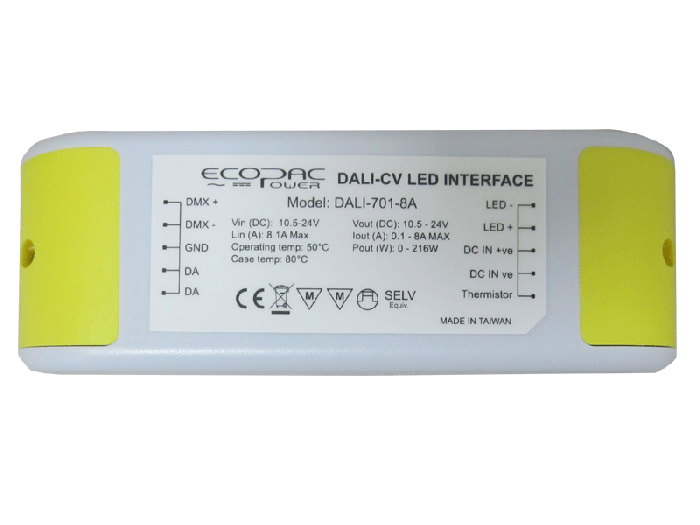 ECOPAC
POWER
DALI-CV LED INTERFACE
Model: DALI-701-8A
DMX +
DMX -
GND
DA
DA
Vin (DC): 10.5-24V
Lin (A): 8.1A Max
Operating temp: 50°C
Case temp: 80°C
Vout (DC): 10.5 - 24V
Iout (A): 0.1 - 8A MAX
Pout (W): 0 - 216W
LED -
LED +
DC IN +ve
DC IN ve
Thermistor
CE
M
M
SELV
Equiv.
MADE IN TAIWAN